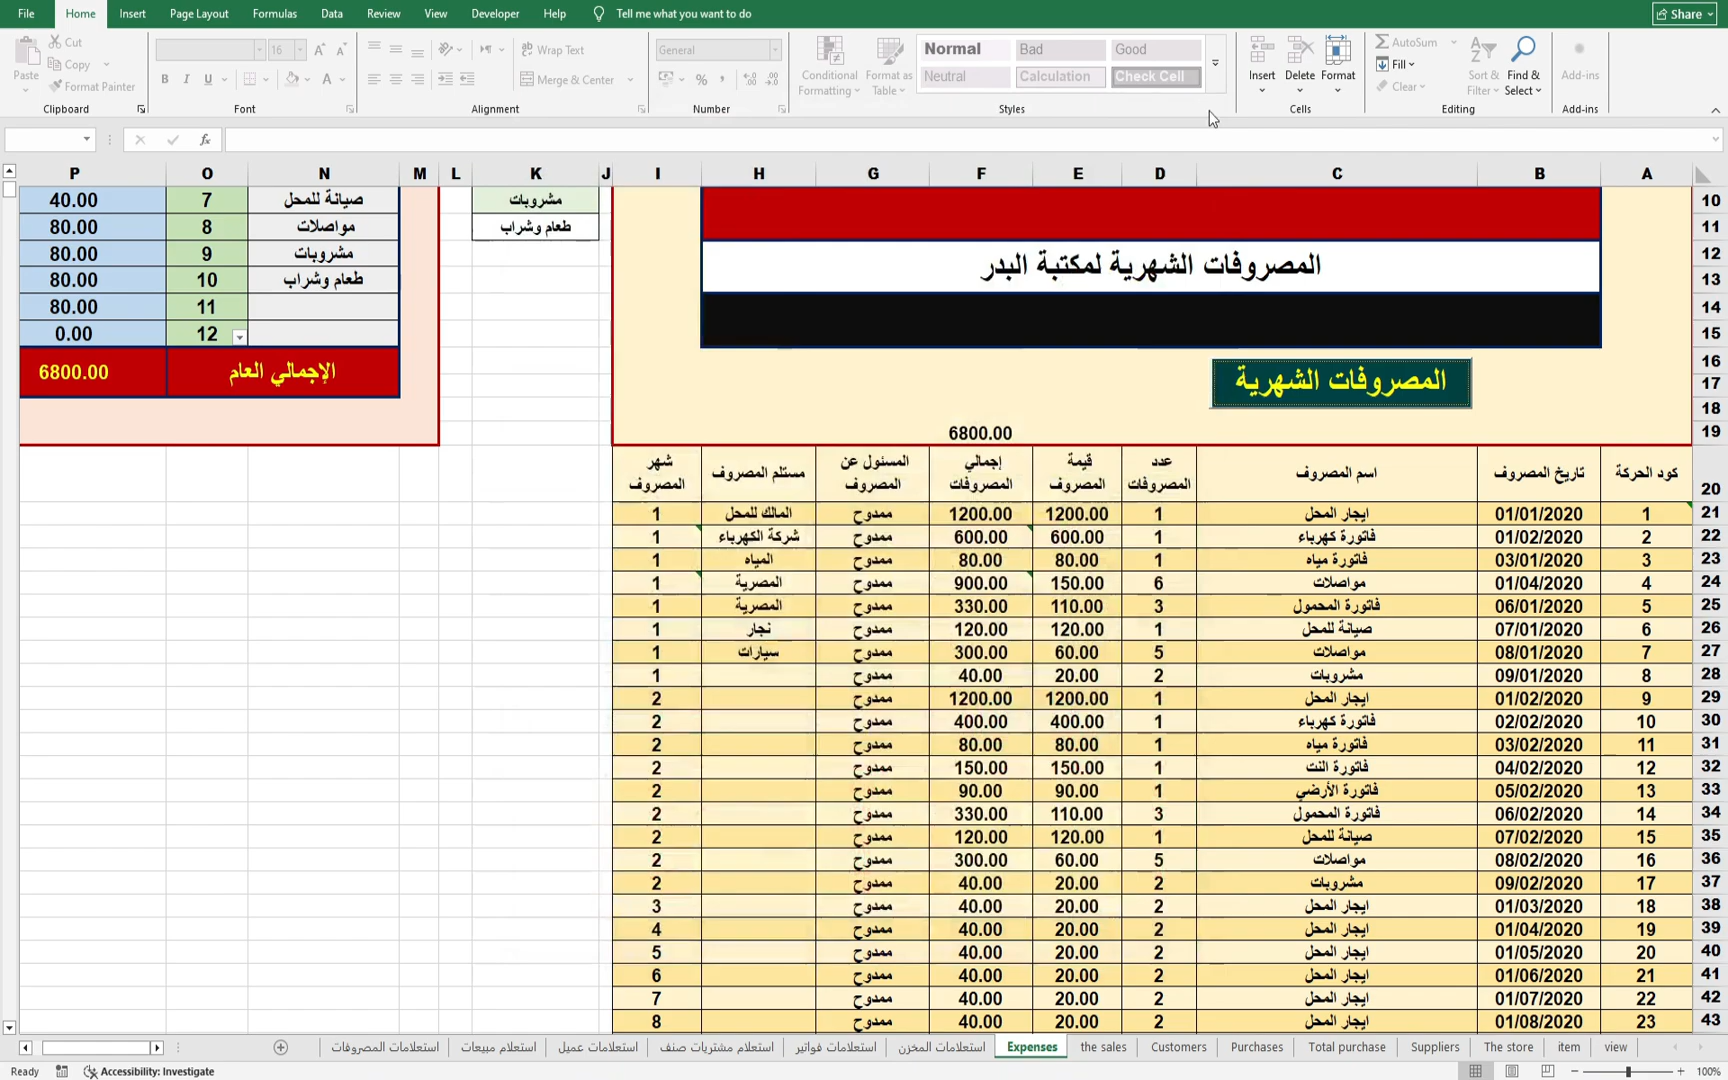 File Home Insert Page Layout Formulas Data Review View Developer Help Tell me what you want to do Share
Paste
Cut
Copy
Format Painter
Clipboard
16
Font
Wrap Text
Merge & Center
Alignment
General
Number
Conditional Formatting
Format as Table
Normal Bad Good
Neutral Calculation Check Cell
Styles
Insert Delete Format
Cells
AutoSum
Fill
Clear
Sort & Filter
Find & Select
Editing
Add-ins
Add-ins
P O N M L K J I H G F E D C B A
10 11 12 13 14 15 16 17 18 19 20
المصروفات الشهرية لمكتبة البدر
المصروفات الشهرية
6800.00
مشروبات
طعام وشراب
صيانة للمحل 7 40.00
مواصلات 8 80.00
مشروبات 9 80.00
طعام وشراب 10 80.00
11 80.00
12 0.00
الإجمالي العام 6800.00
كود الحركة تاريخ المصروف اسم المصروف عدد المصروفات قيمة المصروف إجمالي المصروفات المسئول عن المصروف مستلم المصروف شهر المصروف
21 1 01/01/2020 ايجار المحل 1 1200.00 1200.00 ممدوح المالك للمحل 1
22 2 01/02/2020 فاتورة كهرباء 1 600.00 600.00 ممدوح شركة الكهرباء 1
23 3 03/01/2020 فاتورة مياه 1 80.00 80.00 ممدوح المياه 1
24 4 01/04/2020 مواصلات 6 150.00 900.00 ممدوح المصرية 1
25 5 06/01/2020 فاتورة المحمول 3 110.00 330.00 ممدوح المصرية 1
26 6 07/01/2020 صيانة للمحل 1 120.00 120.00 ممدوح نجار 1
27 7 08/01/2020 مواصلات 5 60.00 300.00 ممدوح سيارات 1
28 8 09/01/2020 مشروبات 2 20.00 40.00 ممدوح 1
29 9 01/02/2020 ايجار المحل 1 1200.00 1200.00 ممدوح 2
30 10 02/02/2020 فاتورة كهرباء 1 400.00 400.00 ممدوح 2
31 11 03/02/2020 فاتورة مياه 1 80.00 80.00 ممدوح 2
32 12 04/02/2020 فاتورة النت 1 150.00 150.00 ممدوح 2
33 13 05/02/2020 فاتورة الأرضي 1 90.00 90.00 ممدوح 2
34 14 06/02/2020 فاتورة المحمول 3 110.00 330.00 ممدوح 2
35 15 07/02/2020 صيانة للمحل 1 120.00 120.00 ممدوح 2
36 16 08/02/2020 مواصلات 5 60.00 300.00 ممدوح 2
37 17 09/02/2020 مشروبات 2 20.00 40.00 ممدوح 2
38 18 01/03/2020 ايجار المحل 2 20.00 40.00 ممدوح 3
39 19 01/04/2020 ايجار المحل 2 20.00 40.00 ممدوح 4
40 20 01/05/2020 ايجار المحل 2 20.00 40.00 ممدوح 5
41 21 01/06/2020 ايجار المحل 2 20.00 40.00 ممدوح 6
42 22 01/07/2020 ايجار المحل 2 20.00 40.00 ممدوح 7
43 23 01/08/2020 ايجار المحل 2 20.00 40.00 ممدوح 8
view item The store Suppliers Total purchase Purchases Customers the sales Expenses استعلامات المخزن استعلامات فواتير استعلام مشتريات صنف استعلامات عميل استعلام مبيعات استعلامات المصروفات
Ready Accessibility: Investigate 100%